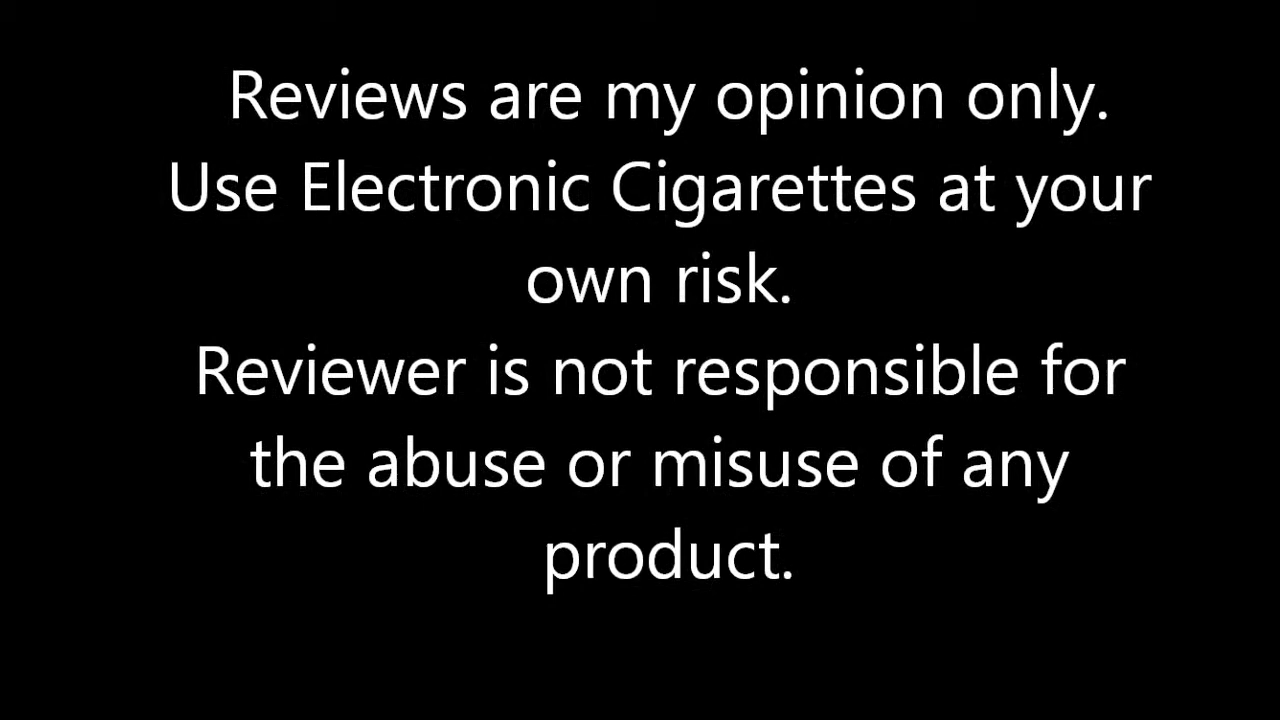 Reviews are my opinion only.
Use Electronic Cigarettes at your
own risk.
Reviewer is not responsible for
the abuse or misuse of any
product.